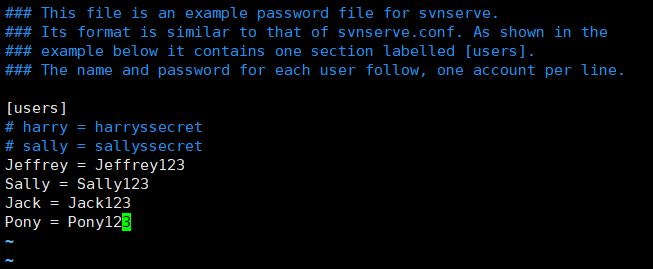 ### This file is an example password file for svnserve.
### Its format is similar to that of svnserve.conf. As shown in the
### example below it contains one section labelled [users].
### The name and password for each user follow, one account per line.

[users]
# harry = harryssecret
# sally = sallyssecret
Jeffrey = Jeffrey123
Sally = Sally123
Jack = Jack123
Pony = Pony123
~
~